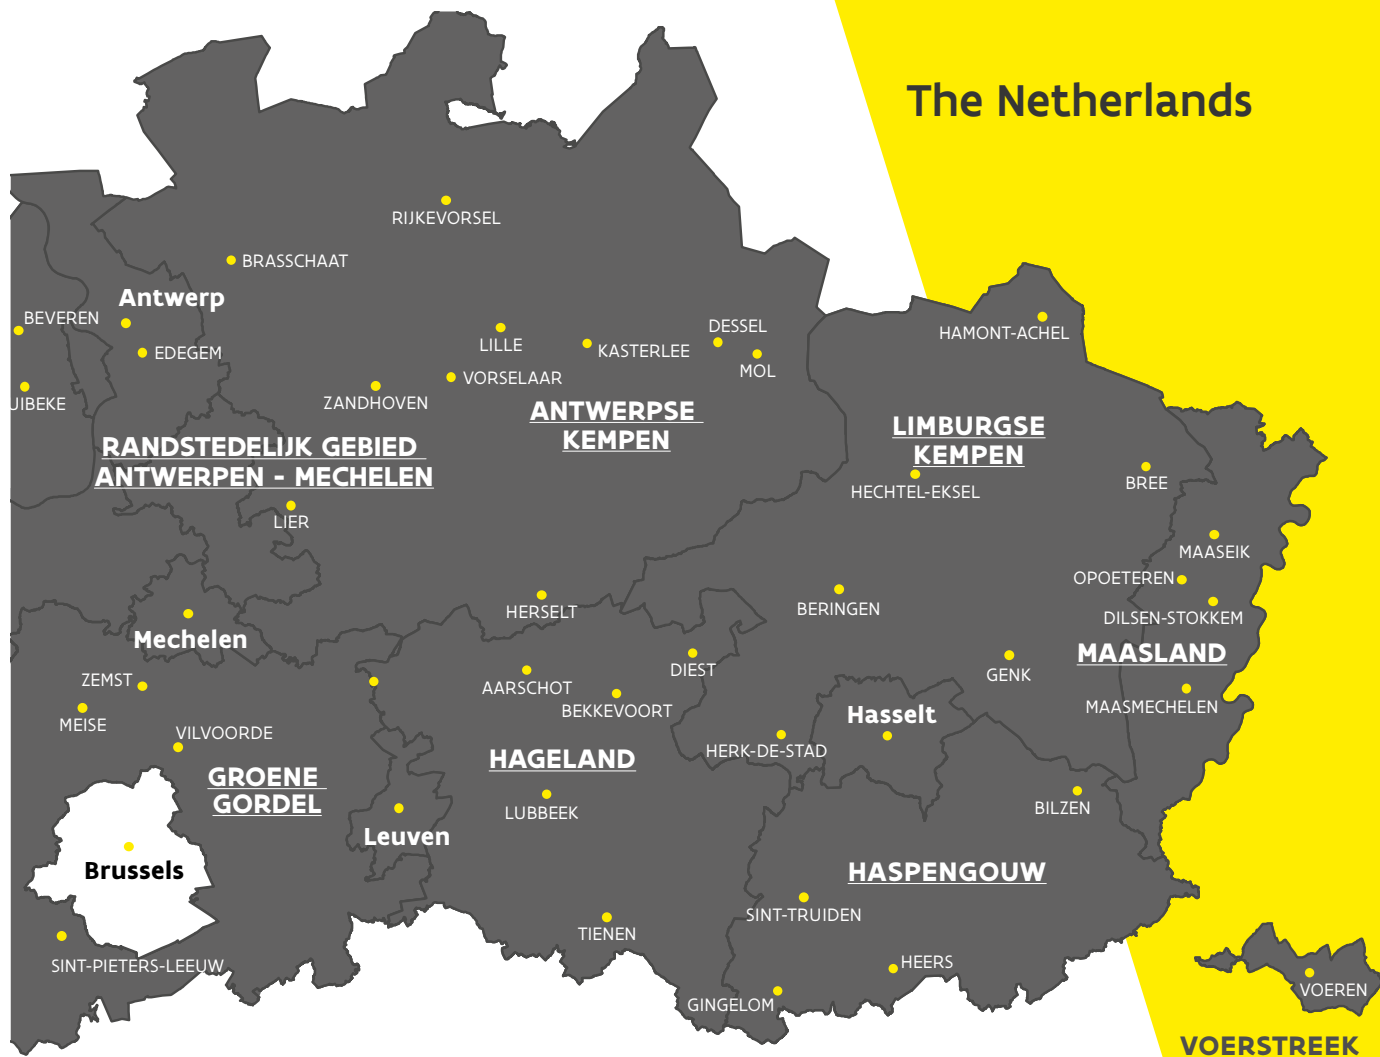 The Netherlands
RIJKEVORSEL
BRASSCHAAT
Antwerp
BEVEREN
EDEGEM
LILLE
KASTERLEE
DESSEL
MOL
HAMONT-ACHEL
VORSELAAR
ZANDHOVEN
UIBEKE
ANTWERPSE
KEMPEN
LIMBURGSE
KEMPEN
RANDSTEDELIJK GEBIED
ANTWERPEN - MECHELEN
HECHTEL-EKSEL
BREE
LIER
MAASEIK
OPOETEREN
DILSEN-STOKKEM
HERSELT
BERINGEN
Mechelen
MAASLAND
DIEST
GENK
ZEMST
AARSCHOT
BEKKEVOORT
MAASMECHELEN
MEISE
VILVOORDE
Hasselt
HERK-DE-STAD
HAGELAND
GROENE
GORDEL
LUBBEEK
BILZEN
Leuven
Brussels
HASPENGOUW
SINT-TRUIDEN
TIENEN
SINT-PIETERS-LEEUW
HEERS
GINGELOM
VOEREN
VOERSTREEK